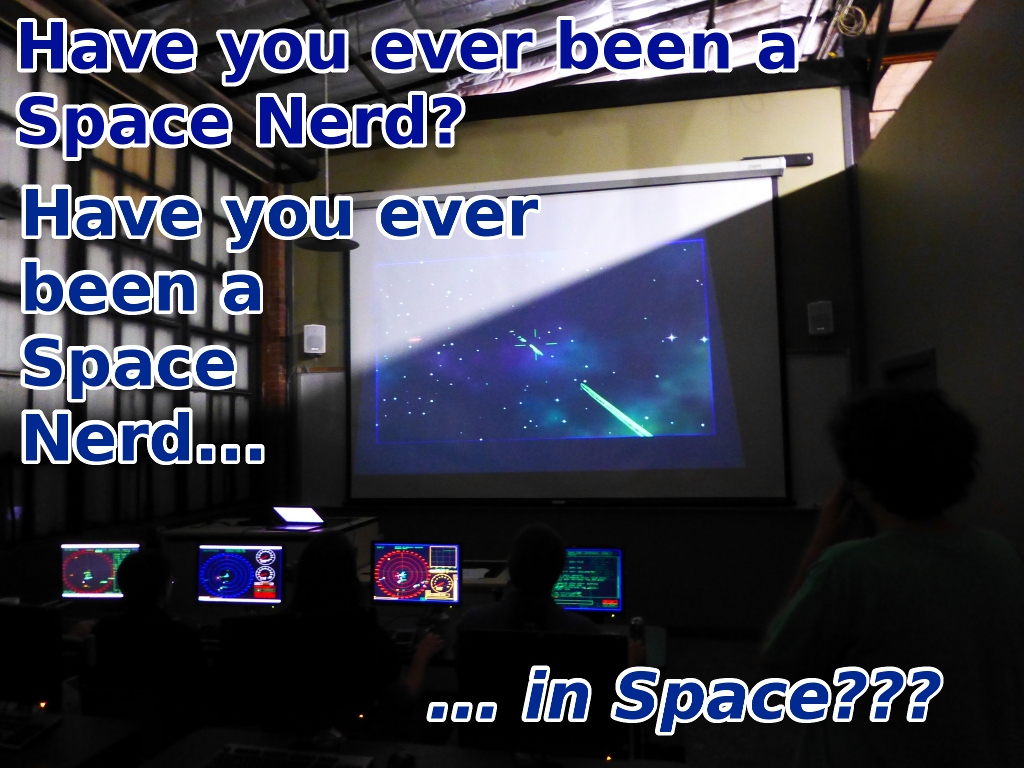 Have you ever been a
Space Nerd?
Have you ever
been a
Space
Nerd...
... in Space???